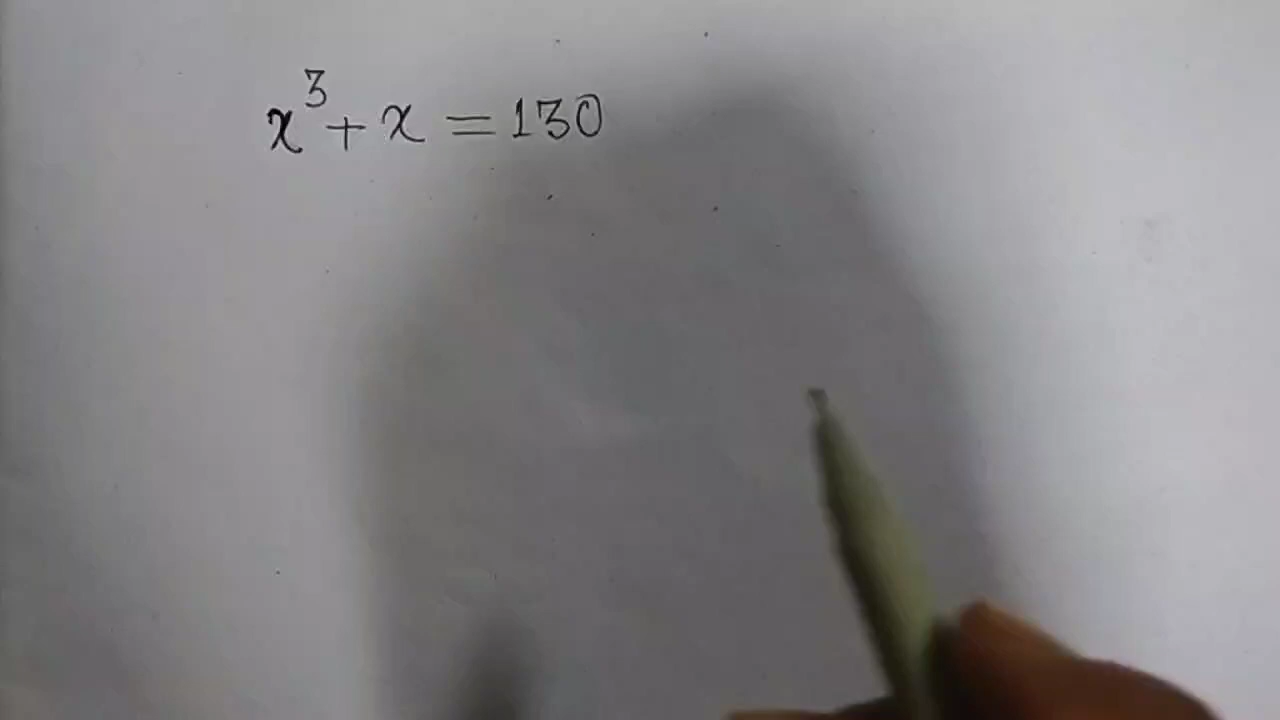 x³ + x = 130